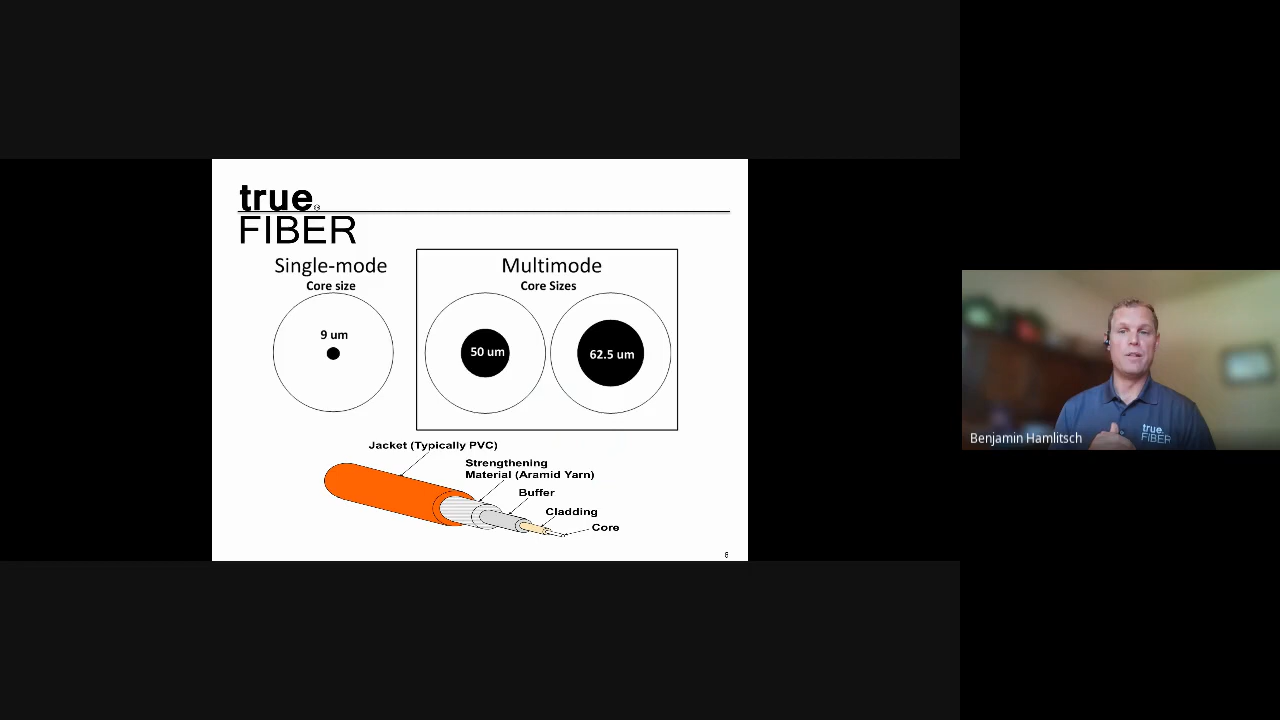 true®
FIBER
Single-mode
Core size
9 um
Multimode
Core Sizes
50 um
62.5 um
Jacket (Typically PVC)
Strengthening
Material (Aramid Yarn)
Buffer
Cladding
Core
6
true
FIBER
Benjamin Hamlitsch